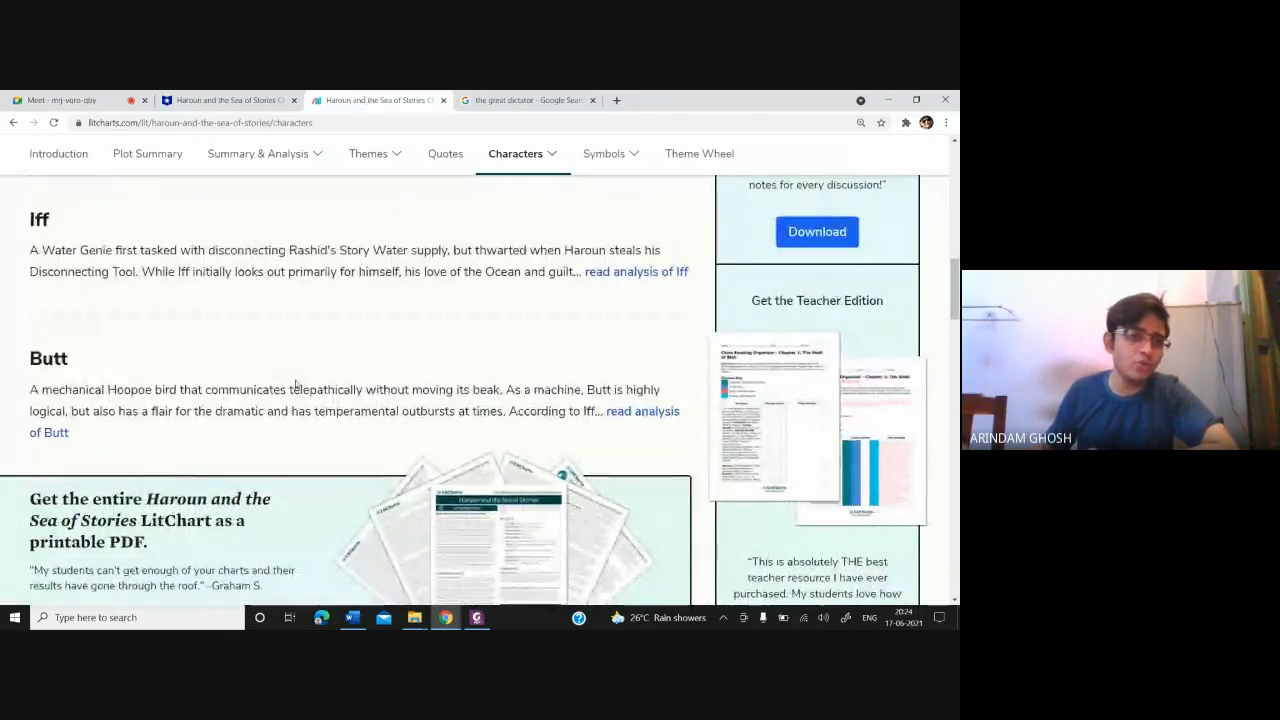 Meet - mrj-vqro-qby
Haroun and the Sea of Stories C
Haroun and the Sea of Stories C
the great dictator - Google Sear
litcharts.com/lit/haroun-and-the-sea-of-stories/characters
Introduction Plot Summary Summary & Analysis Themes Quotes Characters Symbols Theme Wheel
Iff
A Water Genie first tasked with disconnecting Rashid's Story Water supply, but thwarted when Haroun steals his
Disconnecting Tool. While Iff initially looks out primarily for himself, his love of the Ocean and guilt... read analysis of Iff
Butt
A mechanical Hoopoe who communicates telepathically without moving his beak. As a machine, Butt is highly
logical, but also has a flair for the dramatic and has temperamental outbursts at times. According to Iff... read analysis
of Butt
Get the entire Haroun and the
Sea of Stories LitChart as a
printable PDF.
"My students can't get enough of your charts and their
results have gone through the roof." -Graham S.
Haroun and the Sea of Stories
notes for every discussion!"
Download
Get the Teacher Edition
"This is absolutely THE best
teacher resource I have ever
purchased. My students love how
ARINDAM GHOSH
Type here to search
26°C Rain showers
ENG
20:24
17-06-2021